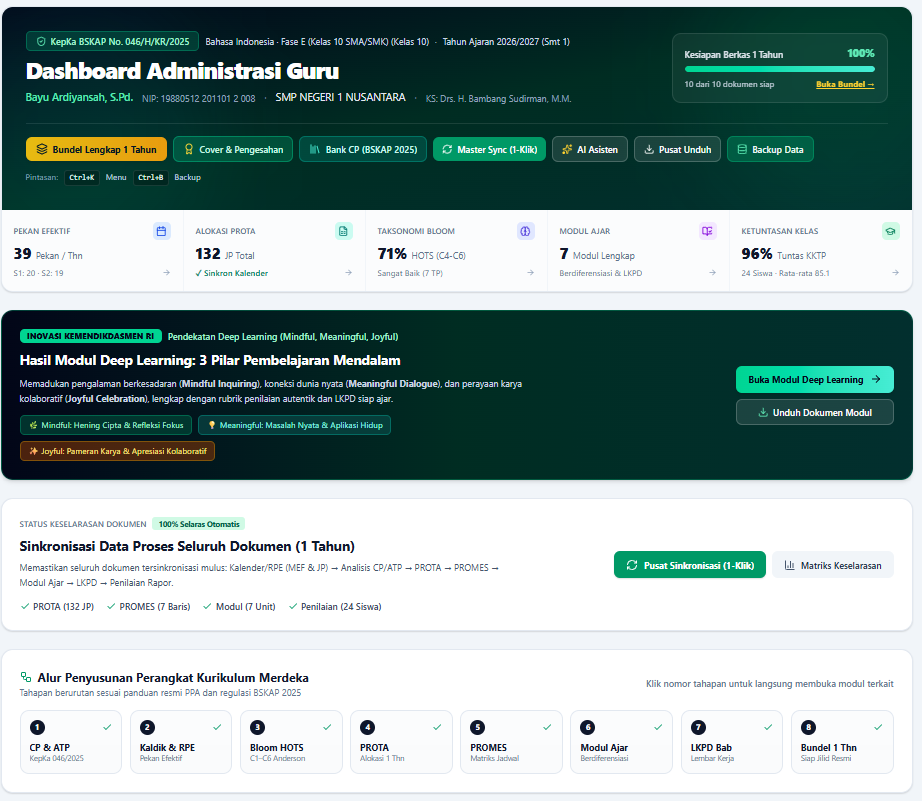 KepKa BSKAP No. 046/H/KR/2025 Bahasa Indonesia · Fase E (Kelas 10 SMA/SMK) (Kelas 10) · Tahun Ajaran 2026/2027 (Smt 1)
Dashboard Administrasi Guru
Bayu Ardiyansah, S.Pd. NIP: 19880512 201101 2 008 · SMP NEGERI 1 NUSANTARA · KS: Drs. H. Bambang Sudirman, M.M.
Kesiapan Berkas 1 Tahun 100%
10 dari 10 dokumen siap Buka Bundel →
Bundel Lengkap 1 Tahun Cover & Pengesahan Bank CP (BSKAP 2025) Master Sync (1-Klik) AI Asisten Pusat Unduh Backup Data
Pintasan: Ctrl+K Menu Ctrl+B Backup
PEKAN EFEKTIF
39 Pekan / Thn
S1: 20 · S2: 19 →
ALOKASI PROTA
132 JP Total
✓ Sinkron Kalender →
TAKSONOMI BLOOM
71% HOTS (C4-C6)
Sangat Baik (7 TP) →
MODUL AJAR
7 Modul Lengkap
Berdiferensiasi & LKPD →
KETUNTASAN KELAS
96% Tuntas KKTP
24 Siswa · Rata-rata 85.1 →
INOVASI KEMENDIKDASMEN RI Pendekatan Deep Learning (Mindful, Meaningful, Joyful)
Hasil Modul Deep Learning: 3 Pilar Pembelajaran Mendalam
Memadukan pengalaman berkesadaran (Mindful Inquiring), koneksi dunia nyata (Meaningful Dialogue), dan perayaan karya
kolaboratif (Joyful Celebration), lengkap dengan rubrik penilaian autentik dan LKPD siap ajar.
🌿 Mindful: Hening Cipta & Refleksi Fokus 💡 Meaningful: Masalah Nyata & Aplikasi Hidup
✨ Joyful: Pameran Karya & Apresiasi Kolaboratif
Buka Modul Deep Learning →
Unduh Dokumen Modul
STATUS KESELARASAN DOKUMEN 100% Selaras Otomatis
Sinkronisasi Data Proses Seluruh Dokumen (1 Tahun)
Memastikan seluruh dokumen tersinkronisasi mulus: Kalender/RPE (MEF & JP) → Analisis CP/ATP → PROTA → PROMES →
Modul Ajar → LKPD → Penilaian Rapor.
✓ PROTA (132 JP) ✓ PROMES (7 Baris) ✓ Modul (7 Unit) ✓ Penilaian (24 Siswa)
Pusat Sinkronisasi (1-Klik) Matriks Keselarasan
Alur Penyusunan Perangkat Kurikulum Merdeka
Tahapan berurutan sesuai panduan resmi PPA dan regulasi BSKAP 2025
Klik nomor tahapan untuk langsung membuka modul terkait
1 ✓
CP & ATP
KepKa 046/2025
2 ✓
Kaldik & RPE
Pekan Efektif
3 ✓
Bloom HOTS
C1-C6 Anderson
4 ✓
PROTA
Alokasi 1 Thn
5 ✓
PROMES
Matriks Jadwal
6 ✓
Modul Ajar
Berdiferensiasi
7 ✓
LKPD Bab
Lembar Kerja
8 ✓
Bundel 1 Thn
Siap Jilid Resmi